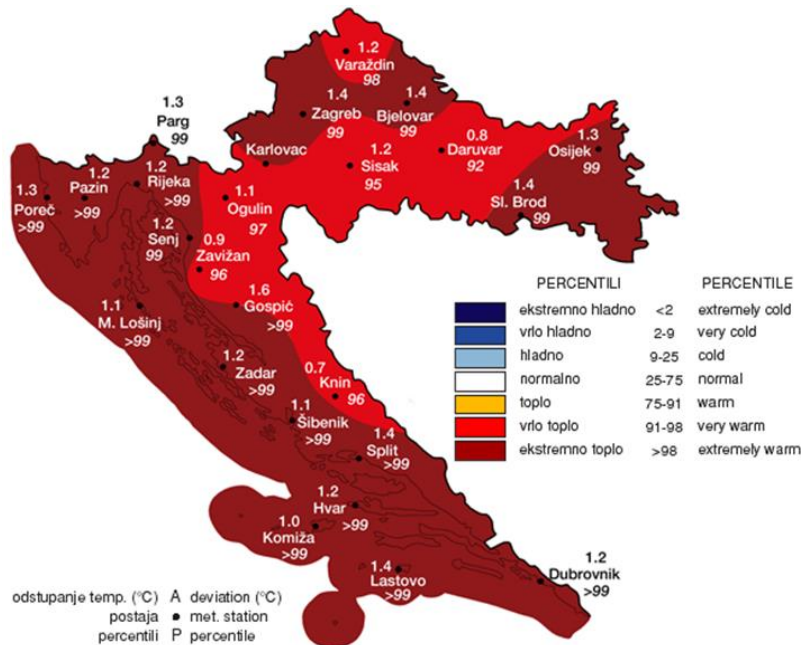 1.2
Varaždin
98
1.4
Zagreb
99
1.4
Bjelovar
99
1.3
Parg
99
Karlovac
1.2
Sisak
95
0.8
Daruvar
92
1.3
Osijek
99
1.4
Sl. Brod
99
1.3
Poreč
>99
1.2
Pazin
>99
1.2
Rijeka
>99
1.1
Ogulin
97
1.2
Senj
99
0.9
Zavižan
96
1.6
Gospić
>99
1.1
M. Lošinj
>99
1.2
Zadar
>99
0.7
Knin
96
1.1
Šibenik
>99
1.4
Split
>99
1.2
Hvar
>99
1.0
Komiža
>99
1.4
Lastovo
>99
1.2
Dubrovnik
>99
PERCENTILI PERCENTILE
ekstremno hladno <2 extremely cold
vrlo hladno 2-9 very cold
hladno 9-25 cold
normalno 25-75 normal
toplo 75-91 warm
vrlo toplo 91-98 very warm
ekstremno toplo >98 extremely warm
odstupanje temp. (°C) A deviation (°C)
postaja met. station
percentili P percentile